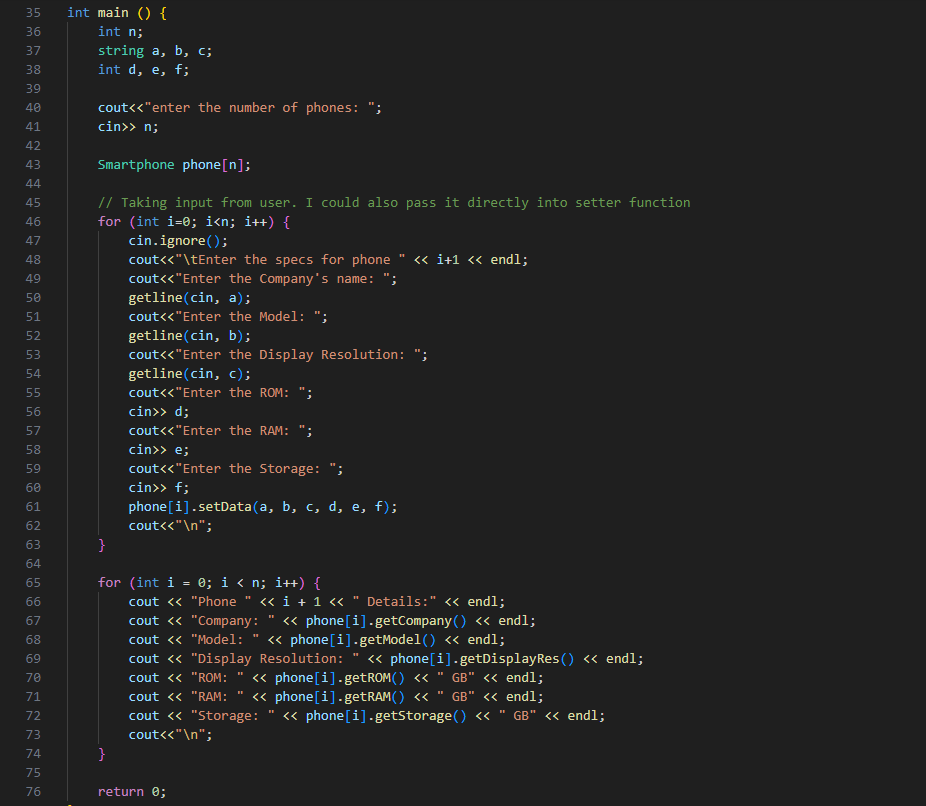 35 int main () {
36     int n;
37     string a, b, c;
38     int d, e, f;
39
40     cout<<"enter the number of phones: ";
41     cin>> n;
42
43     Smartphone phone[n];
44
45     // Taking input from user. I could also pass it directly into setter function
46     for (int i=0; i<n; i++) {
47         cin.ignore();
48         cout<<"\tEnter the specs for phone " << i+1 << endl;
49         cout<<"Enter the Company's name: ";
50         getline(cin, a);
51         cout<<"Enter the Model: ";
52         getline(cin, b);
53         cout<<"Enter the Display Resolution: ";
54         getline(cin, c);
55         cout<<"Enter the ROM: ";
56         cin>> d;
57         cout<<"Enter the RAM: ";
58         cin>> e;
59         cout<<"Enter the Storage: ";
60         cin>> f;
61         phone[i].setData(a, b, c, d, e, f);
62         cout<<"\n";
63     }
64
65     for (int i = 0; i < n; i++) {
66         cout << "Phone " << i + 1 << " Details:" << endl;
67         cout << "Company: " << phone[i].getCompany() << endl;
68         cout << "Model: " << phone[i].getModel() << endl;
69         cout << "Display Resolution: " << phone[i].getDisplayRes() << endl;
70         cout << "ROM: " << phone[i].getROM() << " GB" << endl;
71         cout << "RAM: " << phone[i].getRAM() << " GB" << endl;
72         cout << "Storage: " << phone[i].getStorage() << " GB" << endl;
73         cout<<"\n";
74     }
75
76     return 0;